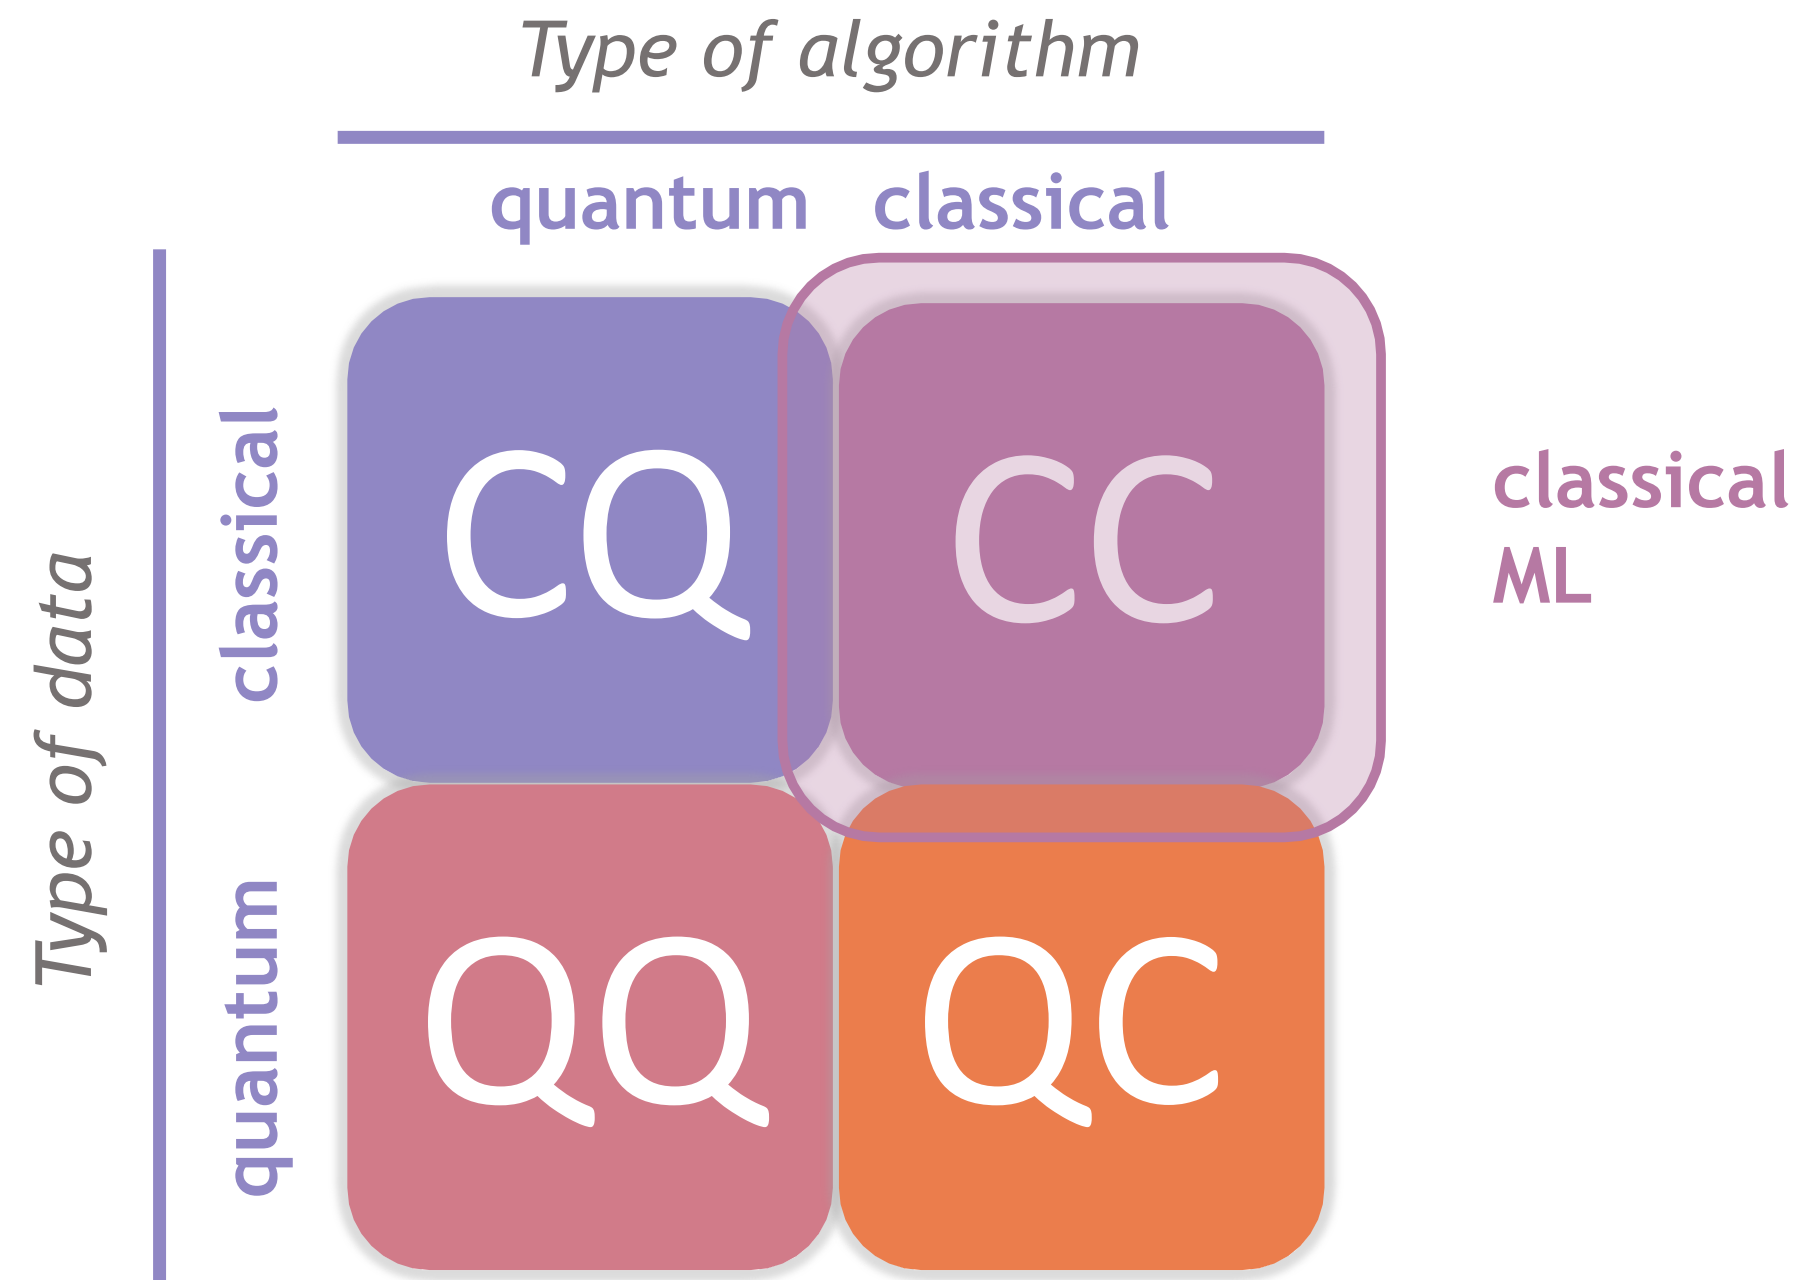 Type of algorithm
quantum classical
Type of data
classical
CQ CC
classical
ML
quantum
QQ QC